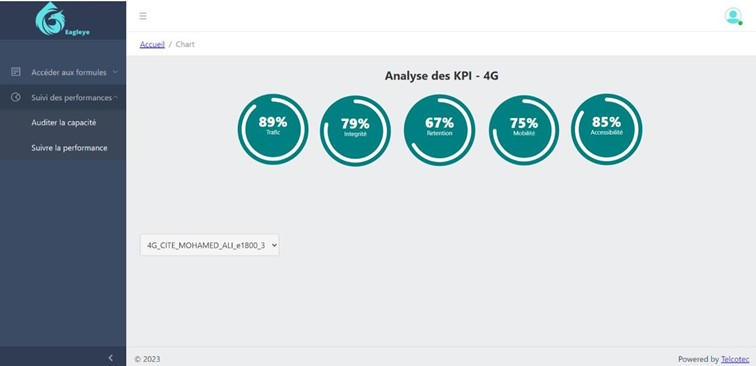 Eagleye
Accueil / Chart
Accéder aux formules
Suivi des performances
Auditer la capacité
Suivre la performance
Analyse des KPI - 4G
89%
Trafic
79%
Integrité
67%
Retention
75%
Mobilité
85%
Accessibilité
4G_CITE_MOHAMED_ALI_e1800_3
© 2023
Powered by Telcotec